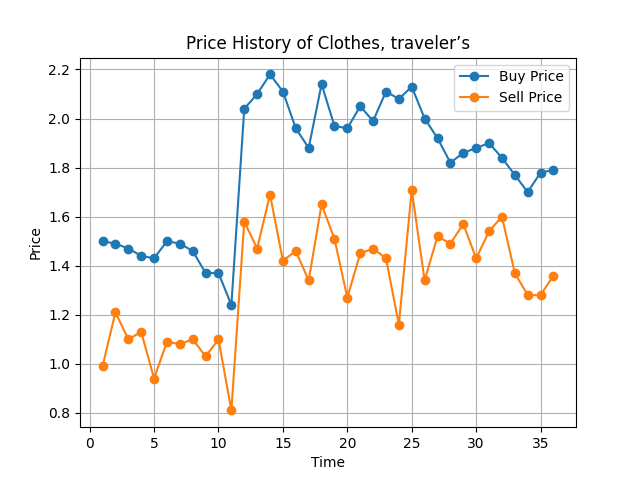 Price History of Clothes, traveler’s
Buy Price
Sell Price
Price
2.2
2.0
1.8
1.6
1.4
1.2
1.0
0.8
0 5 10 15 20 25 30 35
Time